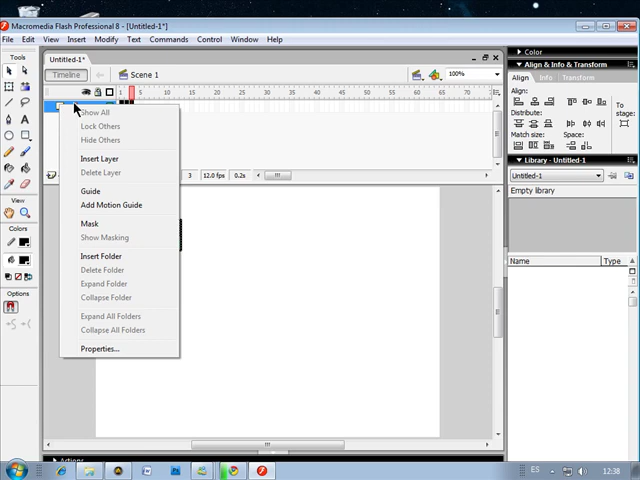 Macromedia Flash Professional 8 - [Untitled-1*]
File Edit View Insert Modify Text Commands Control Window Help
Tools
View
Colors
Options
Untitled-1*
Timeline
Scene 1
100%
1 5 10 15 20 25 30 35 40 45 50 55 60 65 70 75
3 12.0 fps 0.2s
Show All
Lock Others
Hide Others
Insert Layer
Delete Layer
Guide
Add Motion Guide
Mask
Show Masking
Insert Folder
Delete Folder
Expand Folder
Collapse Folder
Expand All Folders
Collapse All Folders
Properties...
Actions
Color
Align & Info & Transform
Align Info Transform
Align:
To stage:
Distribute:
Match size: Space:
Library - Untitled-1
Untitled-1
Empty library
Name Type
ES 12:38